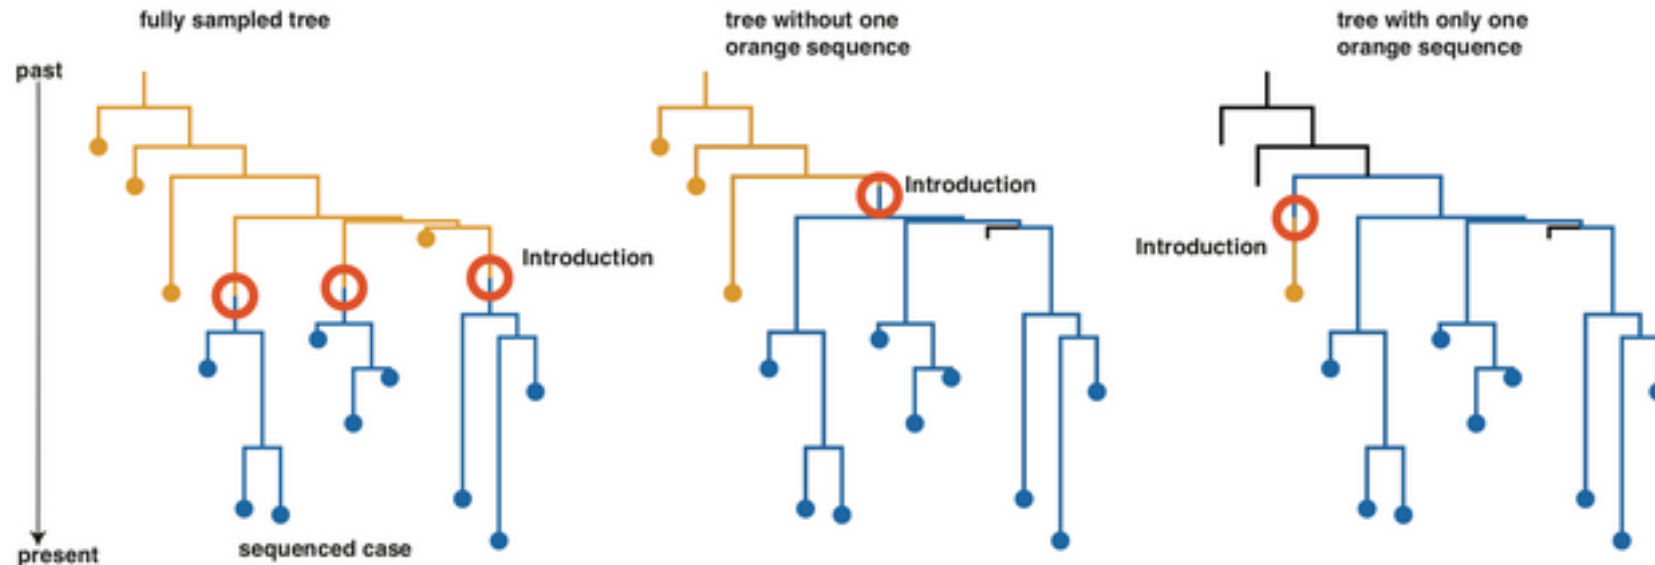 fully sampled tree
tree without one
orange sequence
tree with only one
orange sequence
past
Introduction
Introduction
Introduction
sequenced case
present